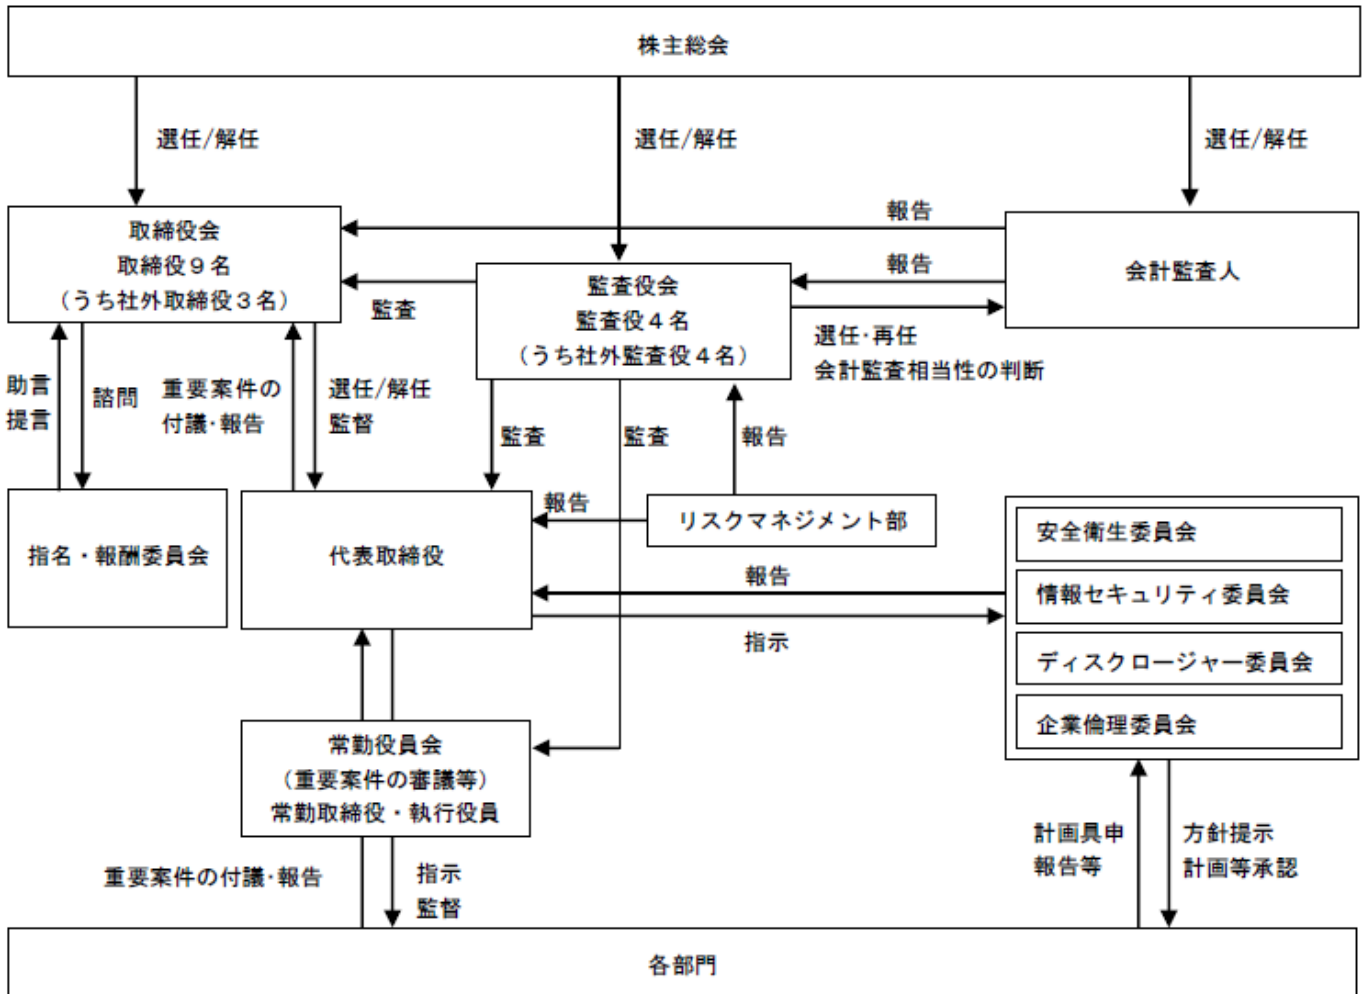 株主総会
選任/解任
選任/解任
選任/解任
取締役会
取締役９名
（うち社外取締役３名）
報告
会計監査人
報告
監査
監査役会
監査役４名
（うち社外監査役４名）
選任･再任
会計監査相当性の判断
助言
提言
諮問
重要案件の
付議･報告
選任/解任
監督
監査
監査
報告
指名・報酬委員会
代表取締役
報告
リスクマネジメント部
報告
指示
安全衛生委員会
情報セキュリティ委員会
ディスクロージャー委員会
企業倫理委員会
常勤役員会
（重要案件の審議等）
常勤取締役・執行役員
重要案件の付議･報告
指示
監督
計画具申
報告等
方針提示
計画等承認
各部門